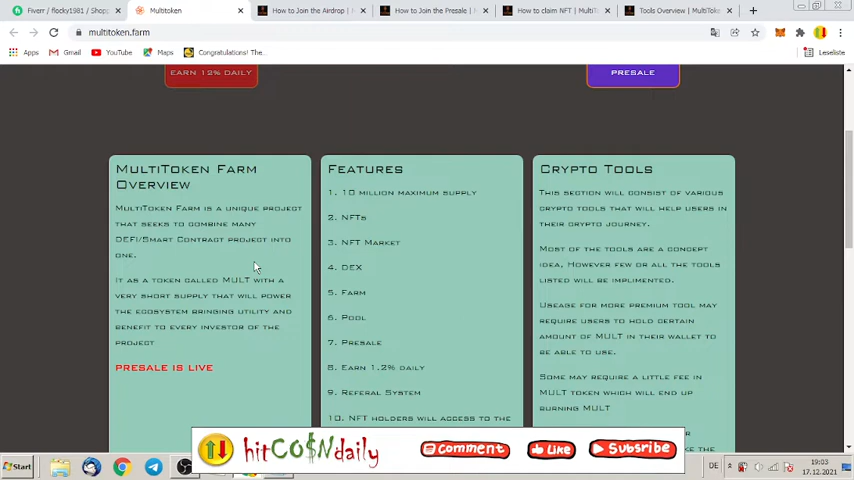 Fiverr / flocky1981 / Shopp
Multitoken
How to Join the Airdrop |
How to Join the Presale | Mul
How to claim NFT | MultiTo
Tools Overview | MultiToke
multitoken.farm
Apps
Gmail
YouTube
Maps
Congratulations! The...
Leseliste
EARN 12% DAILY
PRESALE
MultiToken Farm
Overview
MultiToken Farm is a unique project
that seeks to combine many
DEFI/Smart Contract project into
one.
It as a token called MULT with a
very short supply that will power
the ecosystem bringing utility and
benefit to every investor of the
project
PRESALE IS LIVE
Features
1. 10 million maximum supply
2. NFTs
3. NFT Market
4. DEX
5. Farm
6. Pool
7. Presale
8. Earn 1.2% daily
9. Referal System
10. NFT holders will access to the
Crypto Tools
This section will consist of various
crypto tools that will help users in
their crypto journey.
Most of the tools are a concept
idea, However few or all the tools
listed will be implimented.
Useage for more premium tool may
require users to hold certain
amount of MULT in their wallet to
be able to use.
Some may require a little fee in
MULT token which will end up
burning MULT
hitCO$Ndaily
Comment
Like
Subsribe
Start
DE
19:03
17.12.2021